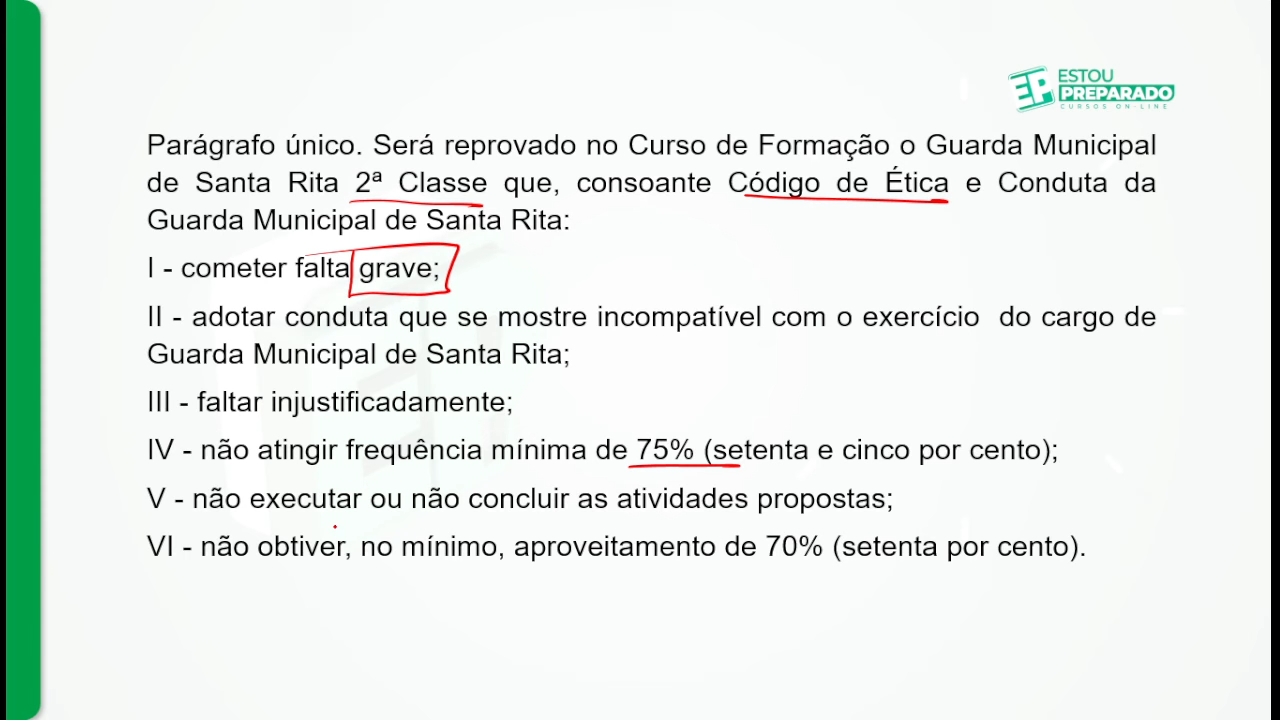 ESTOU
PREPARADO
CURSOS ON-LINE
Parágrafo único. Será reprovado no Curso de Formação o Guarda Municipal
de Santa Rita 2ª Classe que, consoante Código de Ética e Conduta da
Guarda Municipal de Santa Rita:
I - cometer falta grave;
II - adotar conduta que se mostre incompatível com o exercício  do cargo de
Guarda Municipal de Santa Rita;
III - faltar injustificadamente;
IV - não atingir frequência mínima de 75% (setenta e cinco por cento);
V - não executar ou não concluir as atividades propostas;
VI - não obtiver, no mínimo, aproveitamento de 70% (setenta por cento).